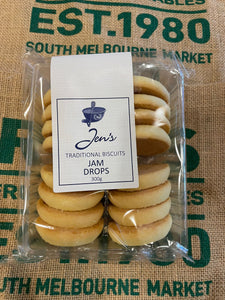 EST.1980
SOUTH MELBOURNE MARKET
Jen's
TRADITIONAL BISCUITS
JAM
DROPS
300g
SOUTH MELBOURNE MARKET